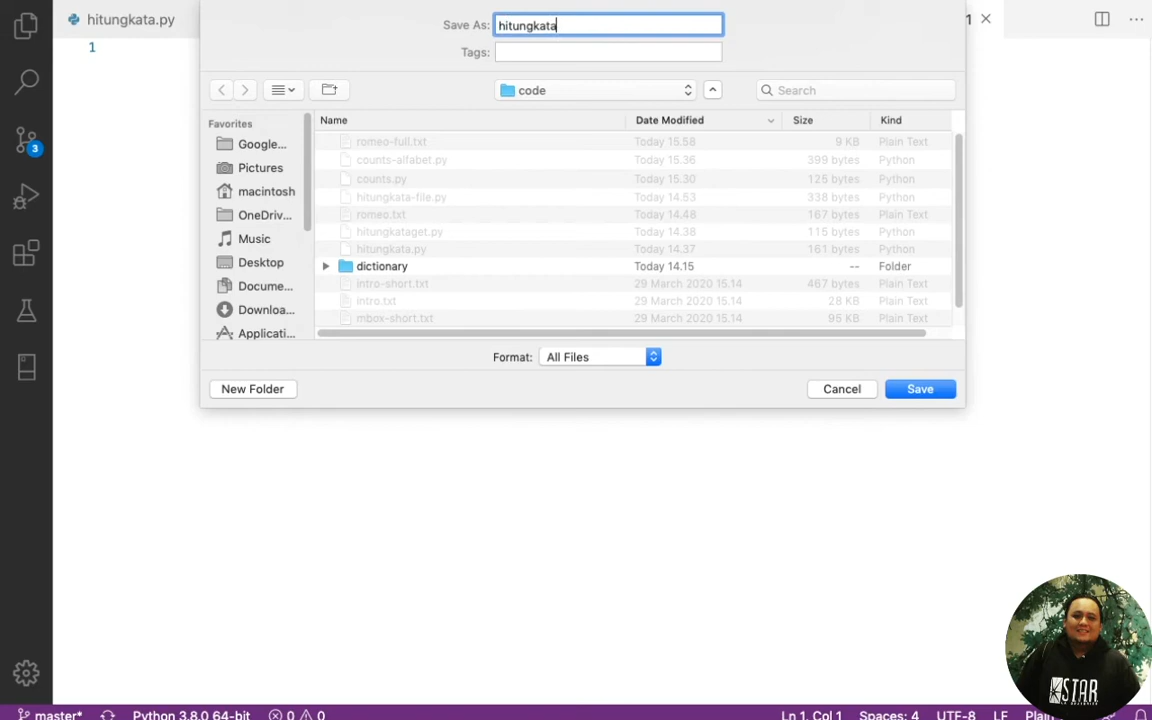 hitungkata.py
Save As: hitungkata
1
Tags:
1
code
Search
Name Date Modified Size Kind
Favorites
Google...
Pictures
macintosh
OneDriv...
Music
Desktop
Docume...
Downloa...
Applicati...
romeo-full.txt Today 15.58 9 KB Plain Text
counts-alfabet.py Today 15.36 399 bytes Python
counts.py Today 15.30 125 bytes Python
hitungkata-file.py Today 14.53 338 bytes Python
romeo.txt Today 14.48 167 bytes Plain Text
hitungkataget.py Today 14.38 115 bytes Python
hitungkata.py Today 14.37 161 bytes Python
dictionary Today 14.15 -- Folder
intro-short.txt 29 March 2020 15.14 467 bytes Plain Text
intro.txt 29 March 2020 15.14 28 KB Plain Text
mbox-short.txt 29 March 2020 15.14 95 KB Plain Text
Format: All Files
New Folder Cancel Save
3
STAR
master* Python 3.8.0 64-bit 0 0 Ln 1, Col 1 Spaces: 4 UTF-8 LF